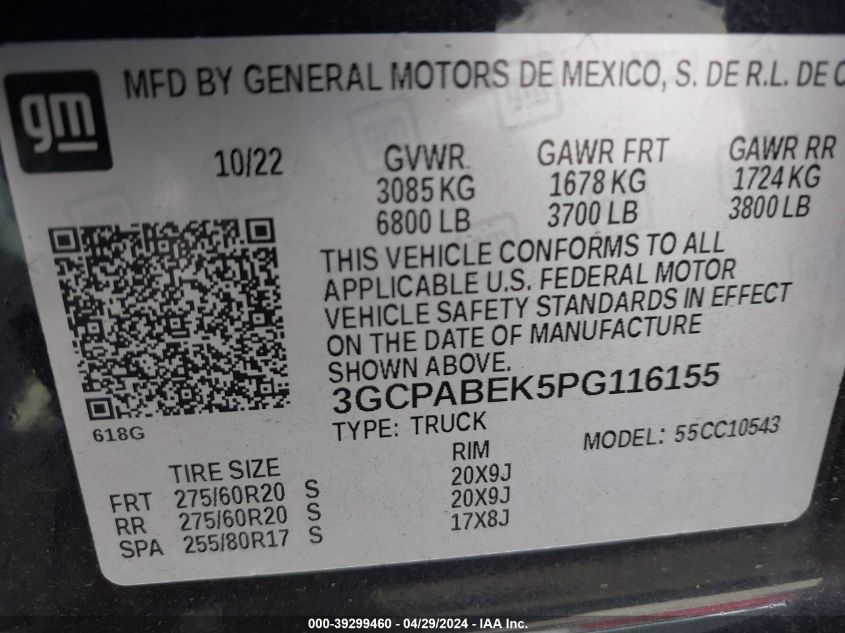 gm
MFD BY GENERAL MOTORS DE MEXICO, S. DE R.L. DE C
10/22 GVWR GAWR FRT GAWR RR
3085 KG 1678 KG 1724 KG
6800 LB 3700 LB 3800 LB
THIS VEHICLE CONFORMS TO ALL
APPLICABLE U.S. FEDERAL MOTOR
VEHICLE SAFETY STANDARDS IN EFFECT
ON THE DATE OF MANUFACTURE
SHOWN ABOVE.
3GCPABEK5PG116155
618G
TYPE: TRUCK MODEL: 55CC10543
TIRE SIZE RIM
FRT 275/60R20 S 20X9J
RR 275/60R20 S 20X9J
SPA 255/80R17 S 17X8J
000-39299460 - 04/29/2024 - IAA Inc.